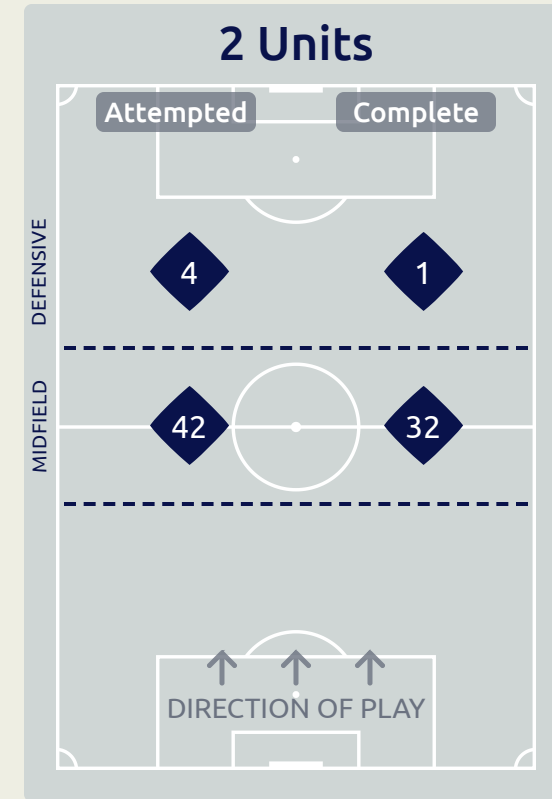 2 Units
Attempted
Complete
DEFENSIVE
4
1
MIDFIELD
42
32
DIRECTION OF PLAY